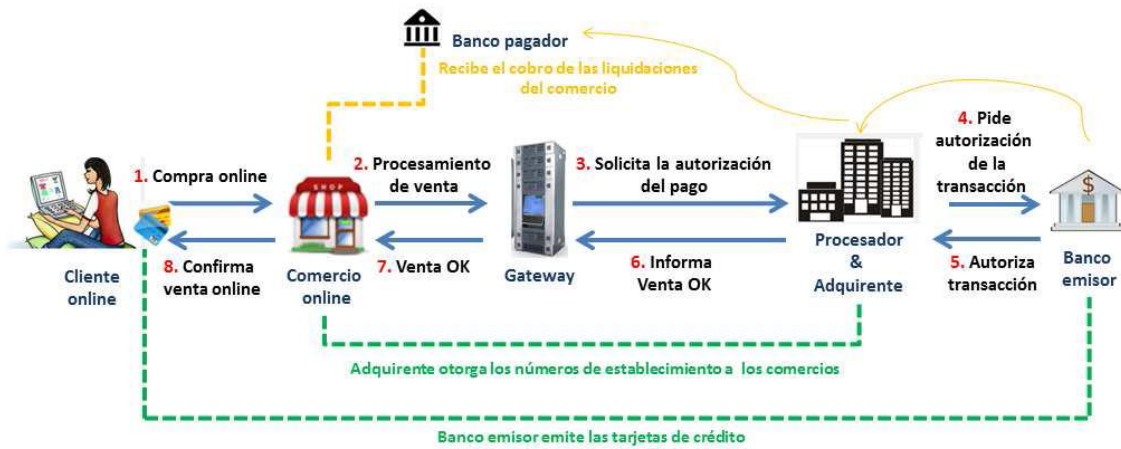 Banco pagador
Recibe el cobro de las liquidaciones
del comercio
1. Compra online
2. Procesamiento
de venta
3. Solicita la autorización
del pago
4. Pide
autorización
de la
transacción
SHOP
$
8. Confirma
venta online
7. Venta OK
6. Informa
Venta OK
5. Autoriza
transacción
Cliente
online
Comercio
online
Gateway
Procesador
&
Adquirente
Banco
emisor
Adquirente otorga los números de establecimiento a los comercios
Banco emisor emite las tarjetas de crédito